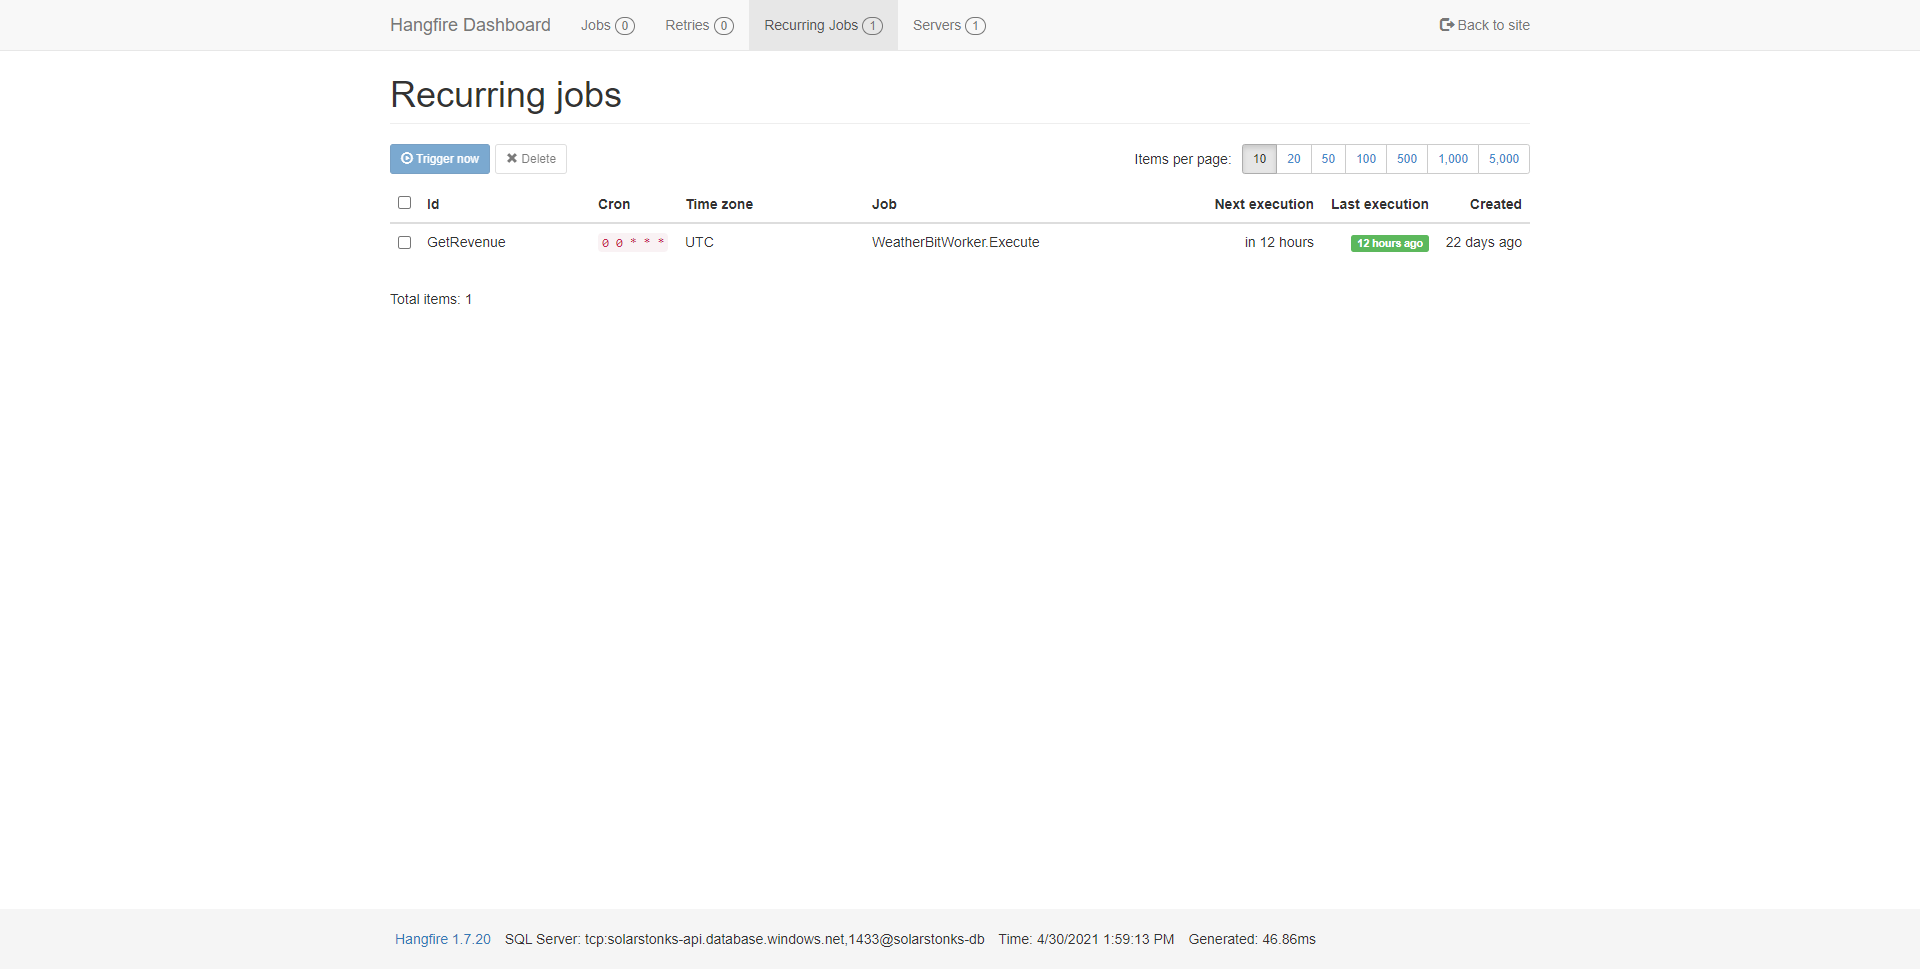 Hangfire Dashboard Jobs 0 Retries 0 Recurring Jobs 1 Servers 1 Back to site
Recurring jobs
Trigger now Delete Items per page: 10 20 50 100 500 1,000 5,000
Id Cron Time zone Job Next execution Last execution Created
GetRevenue 0 0 * * * UTC WeatherBitWorker.Execute in 12 hours 12 hours ago 22 days ago
Total items: 1
Hangfire 1.7.20 SQL Server: tcp:solarstonks-api.database.windows.net,1433@solarstonks-db Time: 4/30/2021 1:59:13 PM Generated: 46.86ms